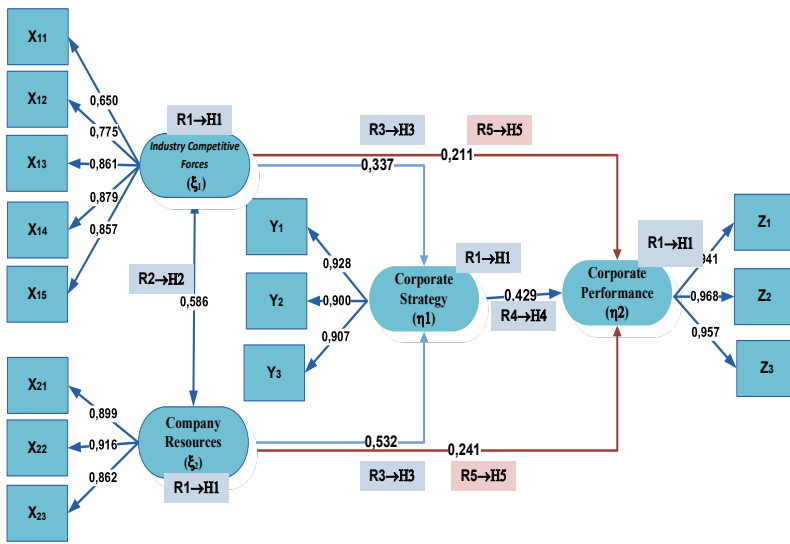 X11
X12
X13
X14
X15
0,650
0,775
0,861
0,879
0,857
R1→H1
Industry Competitive
Forces
(ξ1)
R3→H3
R5→H5
0,211
0,337
R2→H2
0,586
Y1
Y2
Y3
0,928
0,900
0,907
R1→H1
Corporate
Strategy
(η1)
0,429
R4→H4
R1→H1
Corporate
Performance
(η2)
941
0,968
0,957
Z1
Z2
Z3
X21
X22
X23
0,899
0,916
0,862
Company
Resources
(ξ2)
R1→H1
0,532
0,241
R3→H3
R5→H5